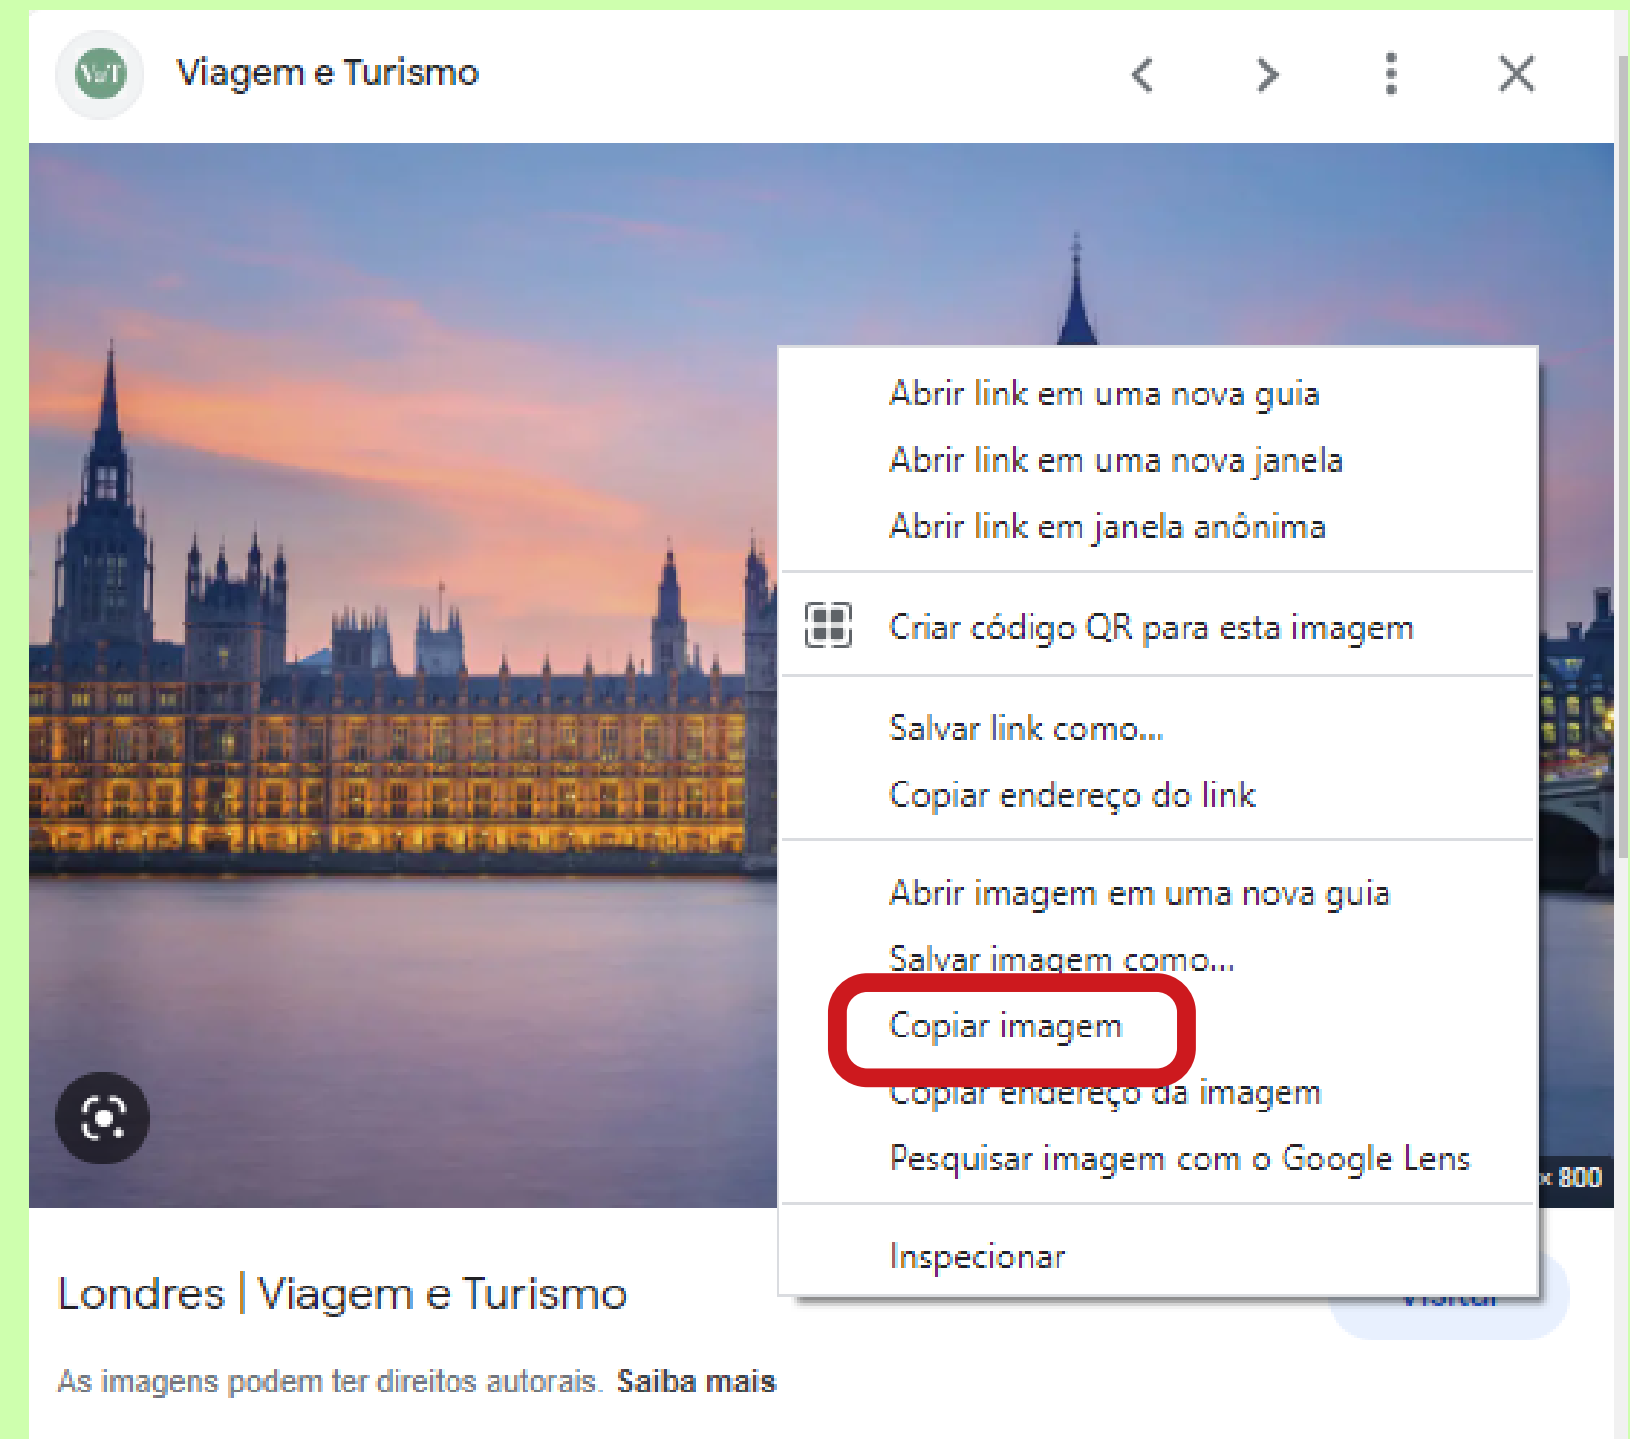 Viagem e Turismo
Abrir link em uma nova guia
Abrir link em uma nova janela
Abrir link em janela anônima
Criar código QR para esta imagem
Salvar link como...
Copiar endereço do link
Abrir imagem em uma nova guia
Salvar imagem como...
Copiar imagem
Copiar endereço da imagem
Pesquisar imagem com o Google Lens
× 800
Inspecionar
Londres | Viagem e Turismo
Visitar
As imagens podem ter direitos autorais. Saiba mais